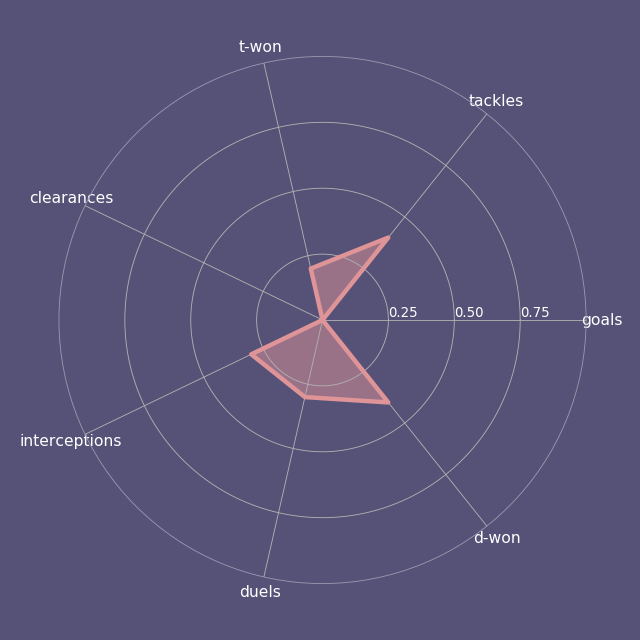 t-won
tackles
clearances
0.25 0.50 0.75
goals
interceptions
d-won
duels